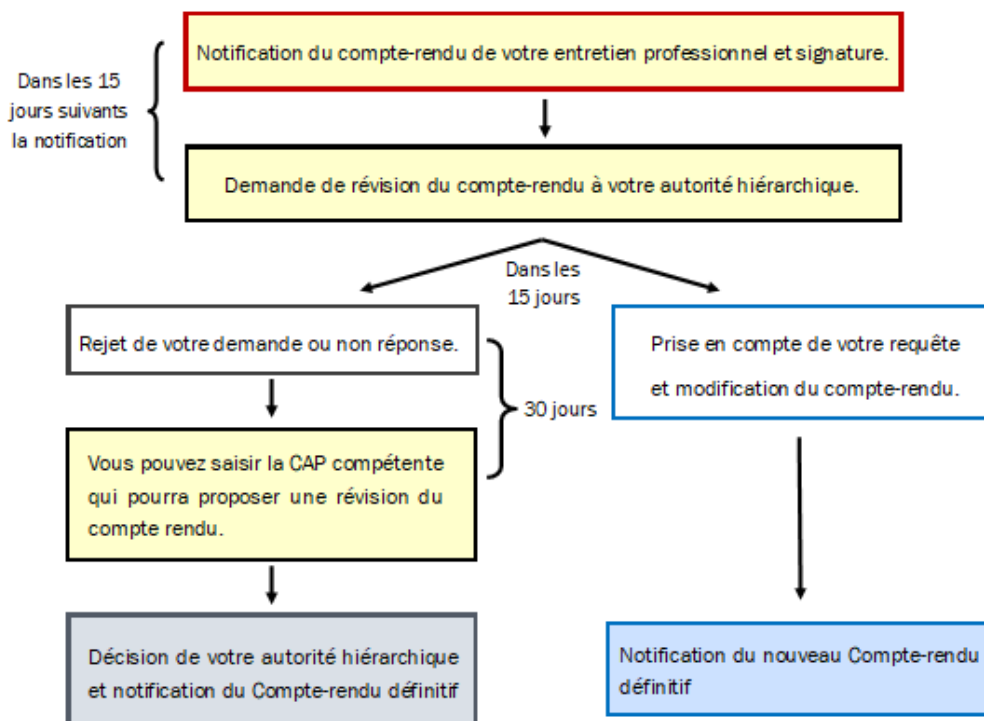 Notification du compte-rendu de votre entretien professionnel et signature.
Dans les 15
jours suivants
la notification
Demande de révision du compte-rendu à votre autorité hiérarchique.
Dans les
15 jours
Rejet de votre demande ou non réponse.
Prise en compte de votre requête
et modification du compte-rendu.
30 jours
Vous pouvez saisir la CAP compétente
qui pourra proposer une révision du
compte rendu.
Décision de votre autorité hiérarchique
et notification du Compte-rendu définitif
Notification du nouveau Compte-rendu
définitif